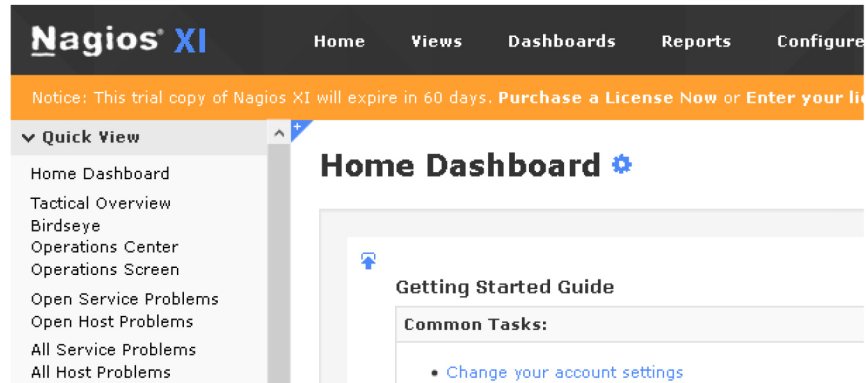 Nagios® XI Home Views Dashboards Reports Configure
Notice: This trial copy of Nagios XI will expire in 60 days. Purchase a License Now or Enter your
Quick View
Home Dashboard
Tactical Overview
Birdseye
Operations Center
Operations Screen
Open Service Problems
Open Host Problems
All Service Problems
All Host Problems
Home Dashboard
Getting Started Guide
Common Tasks:
• Change your account settings